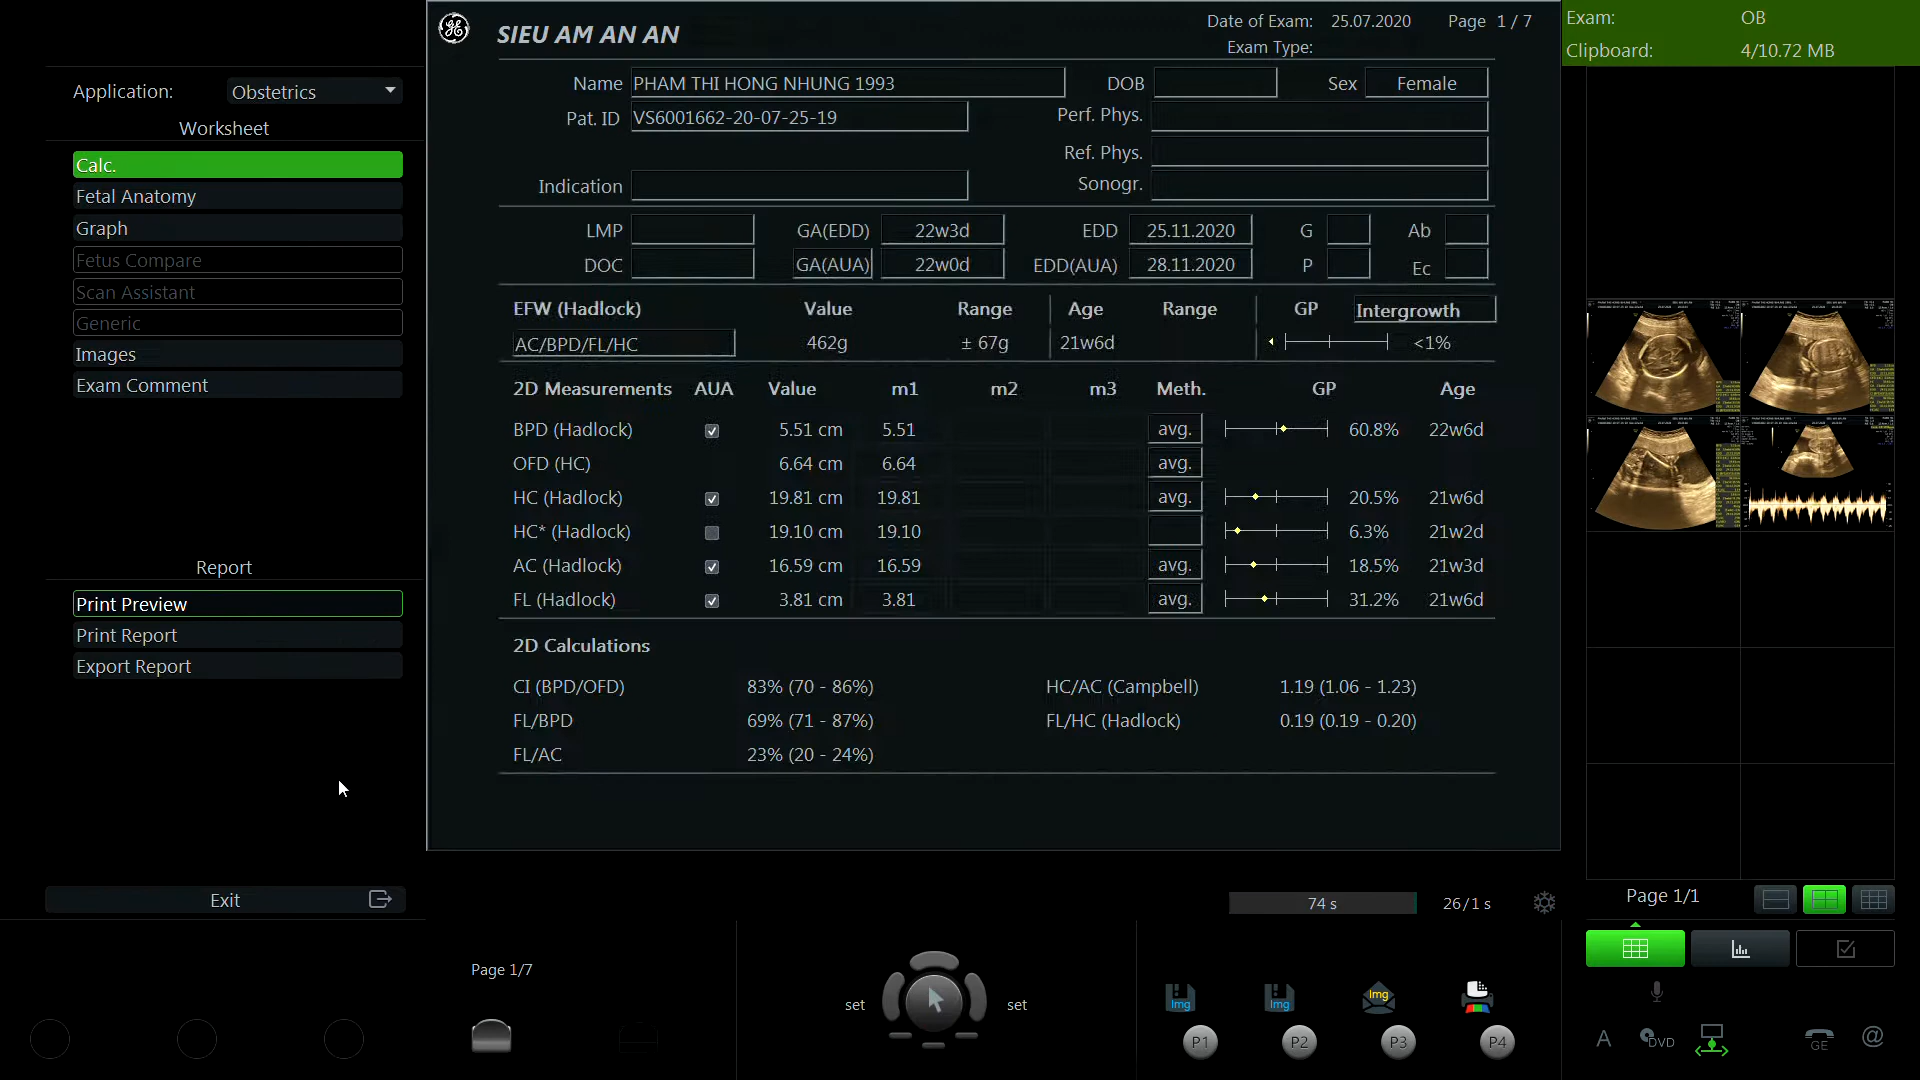 Application: Obstetrics
Worksheet
Calc.
Fetal Anatomy
Graph
Fetus Compare
Scan Assistant
Generic
Images
Exam Comment
Report
Print Preview
Print Report
Export Report
Exit
SIEU AM AN AN
Date of Exam: 25.07.2020 Page 1 / 7
Exam Type:
Name PHAM THI HONG NHUNG 1993 DOB Sex Female
Pat. ID VS6001662-20-07-25-19 Perf. Phys.
Ref. Phys.
Indication Sonogr.
LMP GA(EDD) 22w3d EDD 25.11.2020 G Ab
DOC GA(AUA) 22w0d EDD(AUA) 28.11.2020 P Ec
EFW (Hadlock) Value Range Age Range GP Intergrowth
AC/BPD/FL/HC 462g ± 67g 21w6d <1%
2D Measurements AUA Value m1 m2 m3 Meth. GP Age
BPD (Hadlock) 5.51 cm 5.51 avg. 60.8% 22w6d
OFD (HC) 6.64 cm 6.64 avg.
HC (Hadlock) 19.81 cm 19.81 avg. 20.5% 21w6d
HC* (Hadlock) 19.10 cm 19.10 6.3% 21w2d
AC (Hadlock) 16.59 cm 16.59 avg. 18.5% 21w3d
FL (Hadlock) 3.81 cm 3.81 avg. 31.2% 21w6d
2D Calculations
CI (BPD/OFD) 83% (70 - 86%) HC/AC (Campbell) 1.19 (1.06 - 1.23)
FL/BPD 69% (71 - 87%) FL/HC (Hadlock) 0.19 (0.19 - 0.20)
FL/AC 23% (20 - 24%)
74 s 26/1 s
Page 1/7
set set
Img Img Img
P1 P2 P3 P4
Exam: OB
Clipboard: 4/10.72 MB
Page 1/1
A DVD GE @